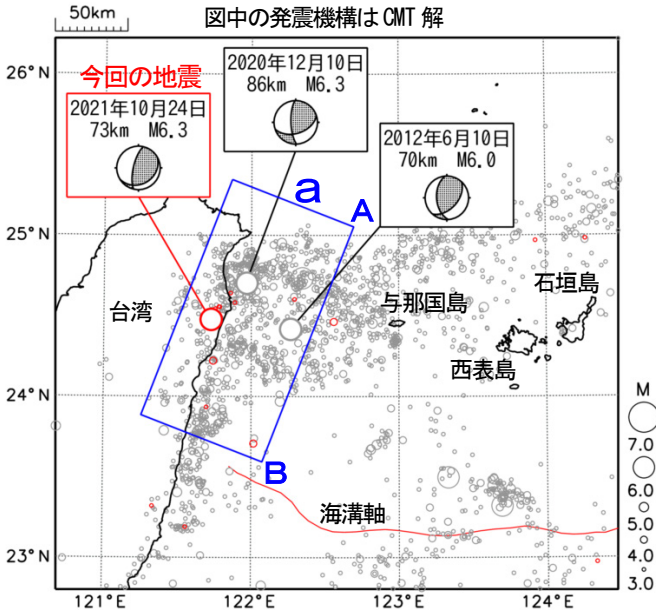 50km
図中の発震機構は CMT 解
26°N
今回の地震
2021年10月24日
73km M6.3
2020年12月10日
86km M6.3
2012年6月10日
70km M6.0
a
A
25°N
台湾
与那国島
石垣島
西表島
24°N
B
海溝軸
23°N
M
7.0
6.0
5.0
4.0
3.0
121°E
122°E
123°E
124°E